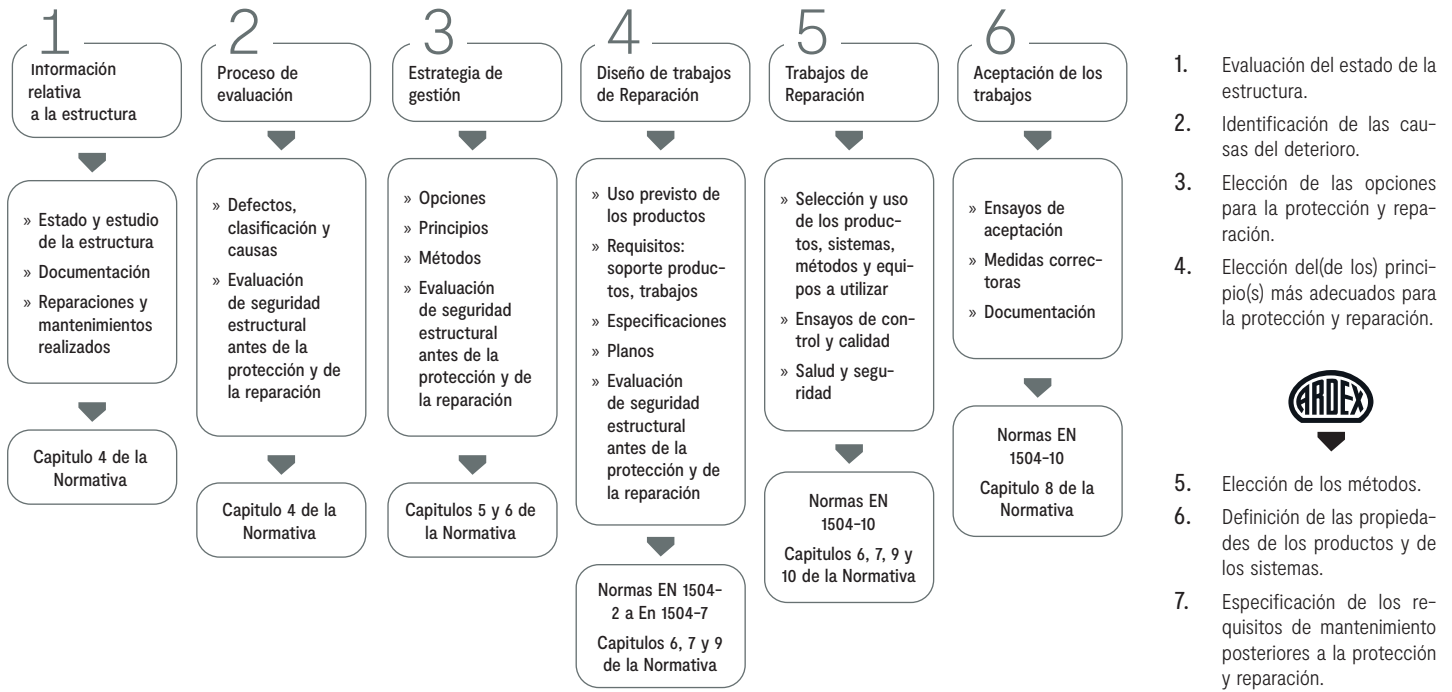 1
Información
relativa
a la estructura
» Estado y estudio
de la estructura
» Documentación
» Reparaciones y
mantenimientos
realizados
Capitulo 4 de la
Normativa
2
Proceso de
evaluación
» Defectos,
clasificación y
causas
» Evaluación
de seguridad
estructural
antes de la
protección y de
la reparación
Capitulo 4 de la
Normativa
3
Estrategia de
gestión
» Opciones
» Principios
» Métodos
» Evaluación
de seguridad
estructural
antes de la
protección y de
la reparación
Capitulos 5 y 6 de
la Normativa
4
Diseño de trabajos
de Reparación
» Uso previsto de
los productos
» Requisitos:
soporte produc-
tos, trabajos
» Especificaciones
» Planos
» Evaluación
de seguridad
estructural
antes de la
protección y de
la reparación
Normas EN 1504-
2 a En 1504-7
Capitulos 6, 7 y 9
de la Normativa
5
Trabajos de
Reparación
» Selección y uso
de los produc-
tos, sistemas,
métodos y equi-
pos a utilizar
» Ensayos de con-
trol y calidad
» Salud y segu-
ridad
Normas EN
1504-10
Capitulos 6, 7, 9 y
10 de la Normativa
6
Aceptación de los
trabajos
» Ensayos de
aceptación
» Medidas correc-
toras
» Documentación
Normas EN
1504-10
Capitulo 8 de la
Normativa
1. Evaluación del estado de la
estructura.
2. Identificación de las cau-
sas del deterioro.
3. Elección de las opciones
para la protección y repa-
ración.
4. Elección del(de los) princi-
pio(s) más adecuados para
la protección y reparación.
ARDEX
5. Elección de los métodos.
6. Definición de las propieda-
des de los productos y de
los sistemas.
7. Especificación de los re-
quisitos de mantenimiento
posteriores a la protección
y reparación.